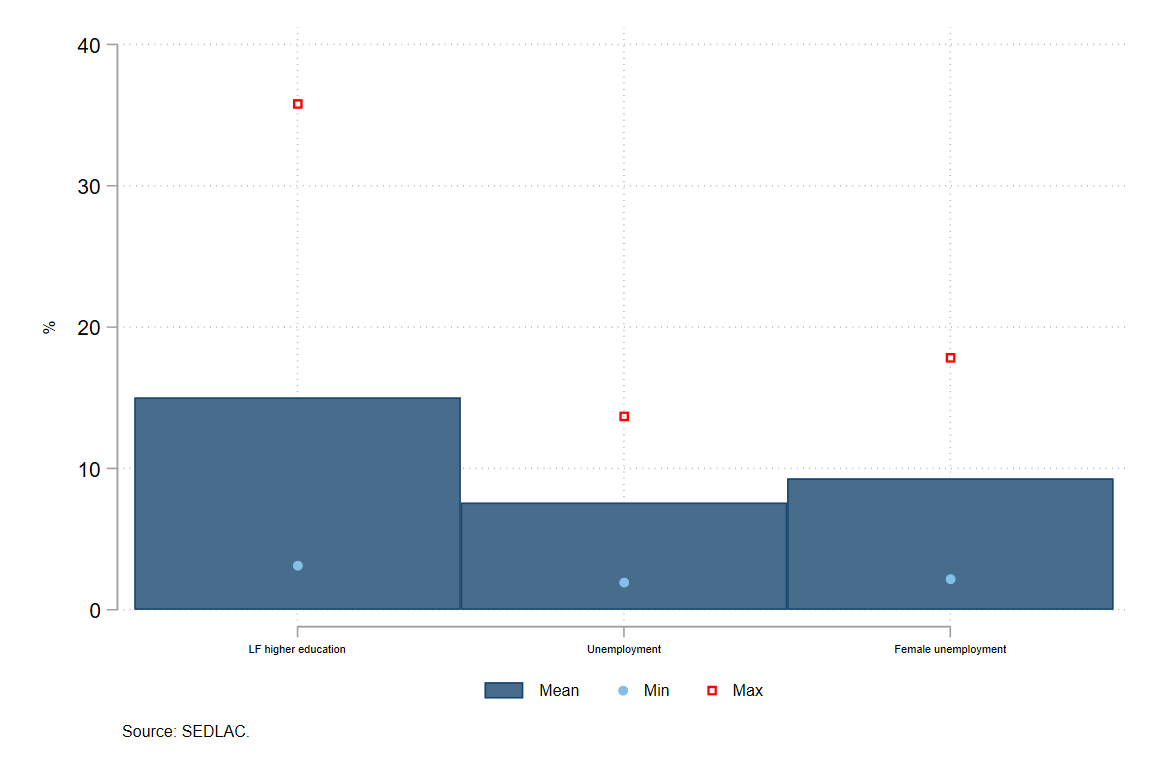 40
30
20
10
0
%
LF higher education
Unemployment
Female unemployment
Mean
Min
Max
Source: SEDLAC.